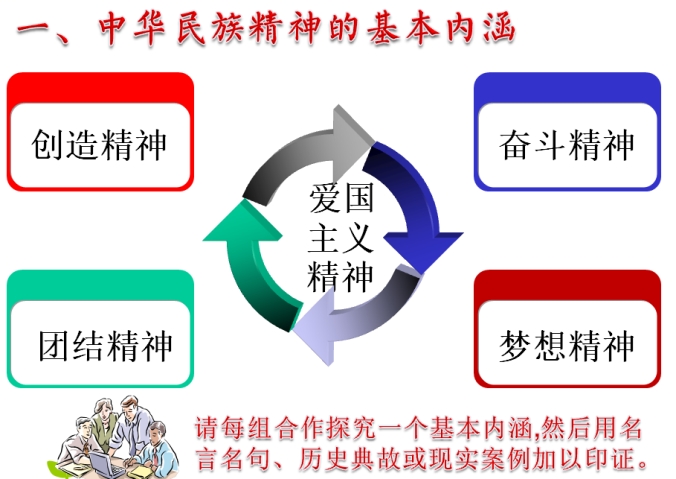 一、中华民族精神的基本内涵
创造精神
奋斗精神
爱国
主义
精神
团结精神
梦想精神
请每组合作探究一个基本内涵,然后用名
言名句、历史典故或现实案例加以印证。